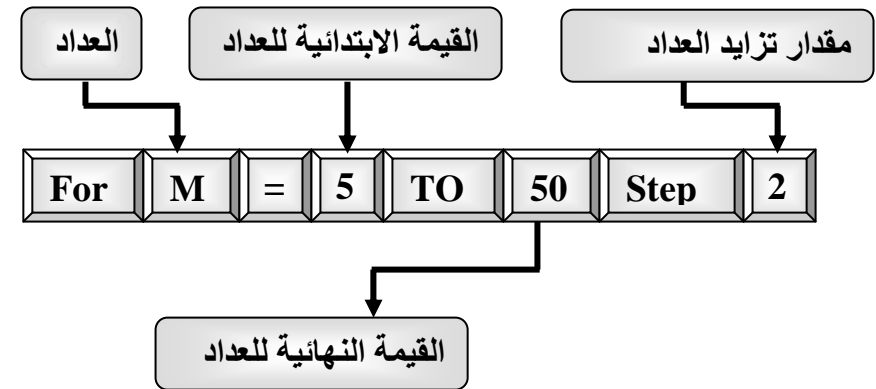 العداد
القيمة الابتدائية للعداد
مقدار تزايد العداد
For M = 5 TO 50 Step 2
القيمة النهائية للعداد